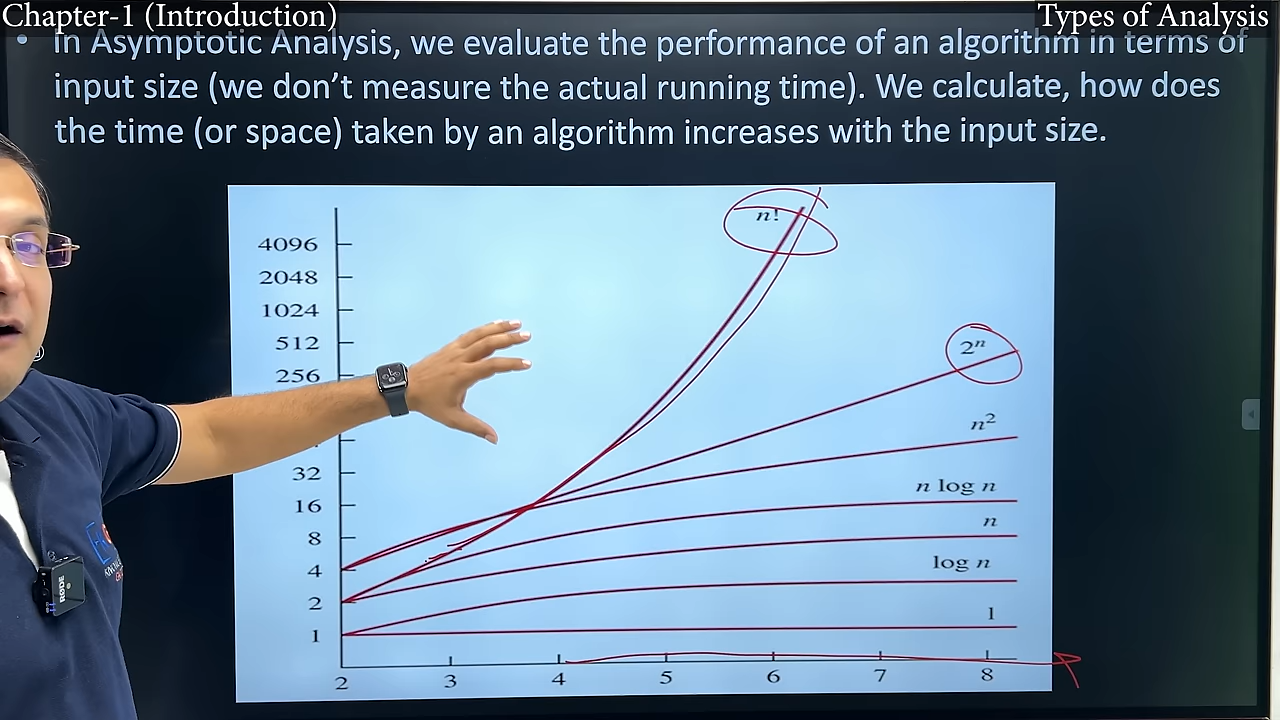 Chapter-1 (Introduction)
Types of Analysis
• In Asymptotic Analysis, we evaluate the performance of an algorithm in terms of
input size (we don't measure the actual running time). We calculate, how does
the time (or space) taken by an algorithm increases with the input size.
n!
4096
2048
1024
512
2ⁿ
256
n²
32
n log n
16
n
8
log n
4
2
1
1
2 3 4 5 6 7 8
RØDE